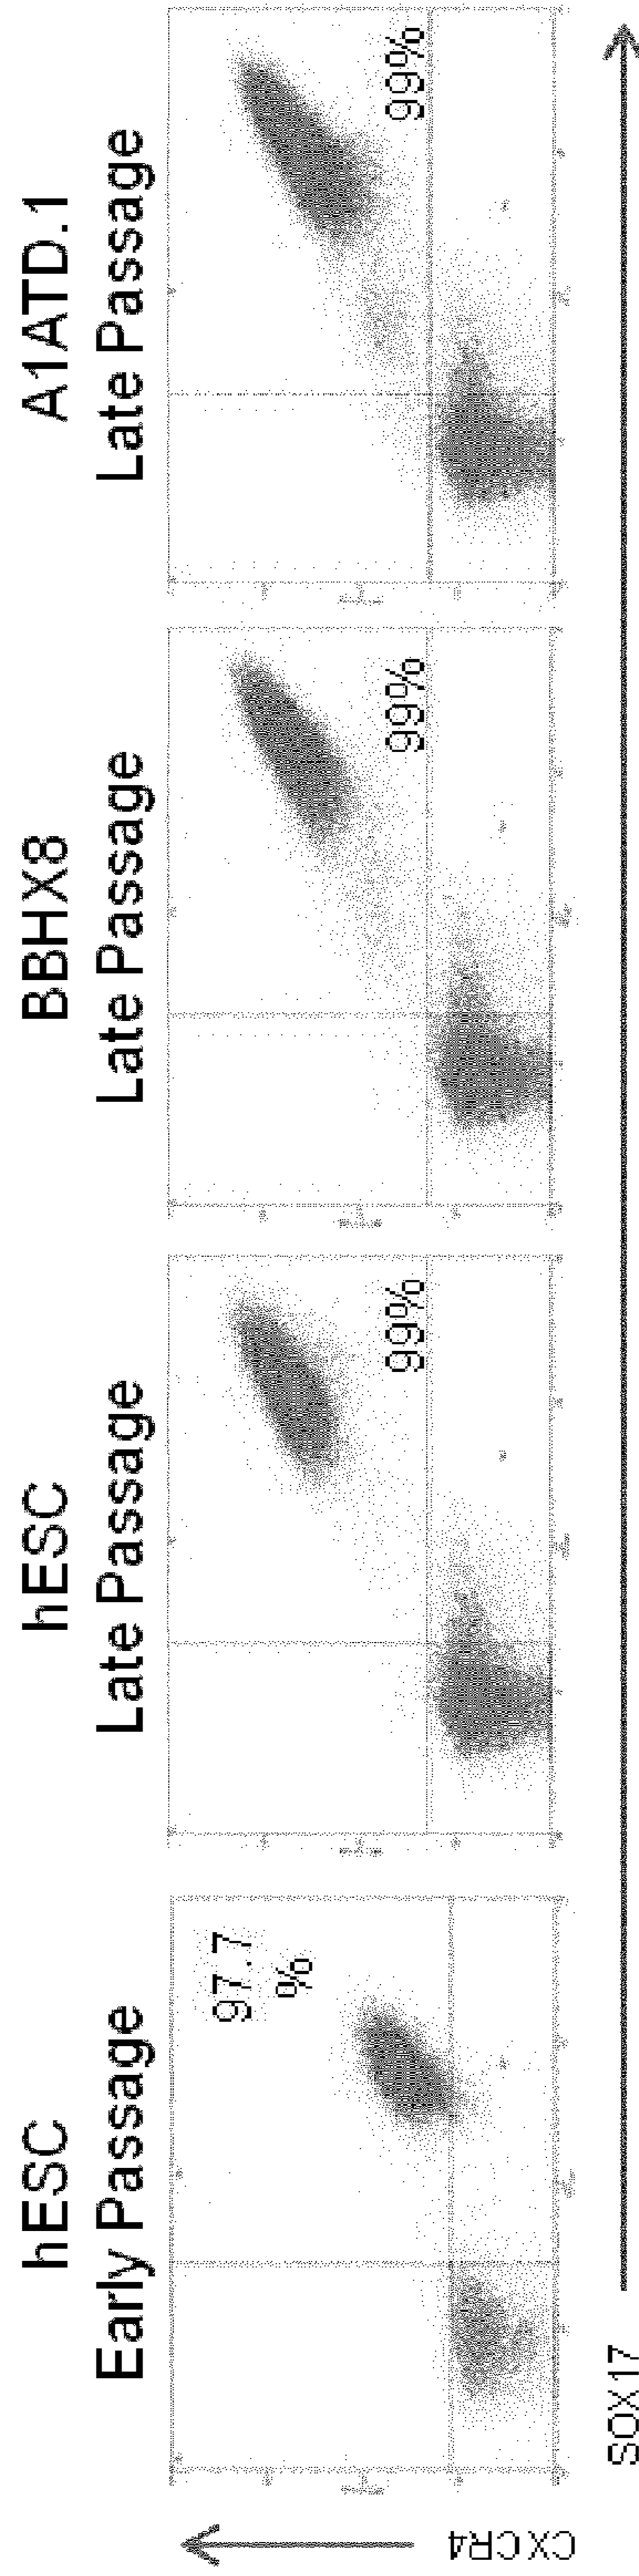 hESC
Early Passage
hESC
Late Passage
BBHX8
Late Passage
A1ATD.1
Late Passage
97.7
%
99%
99%
99%
CXCR4
SOX17